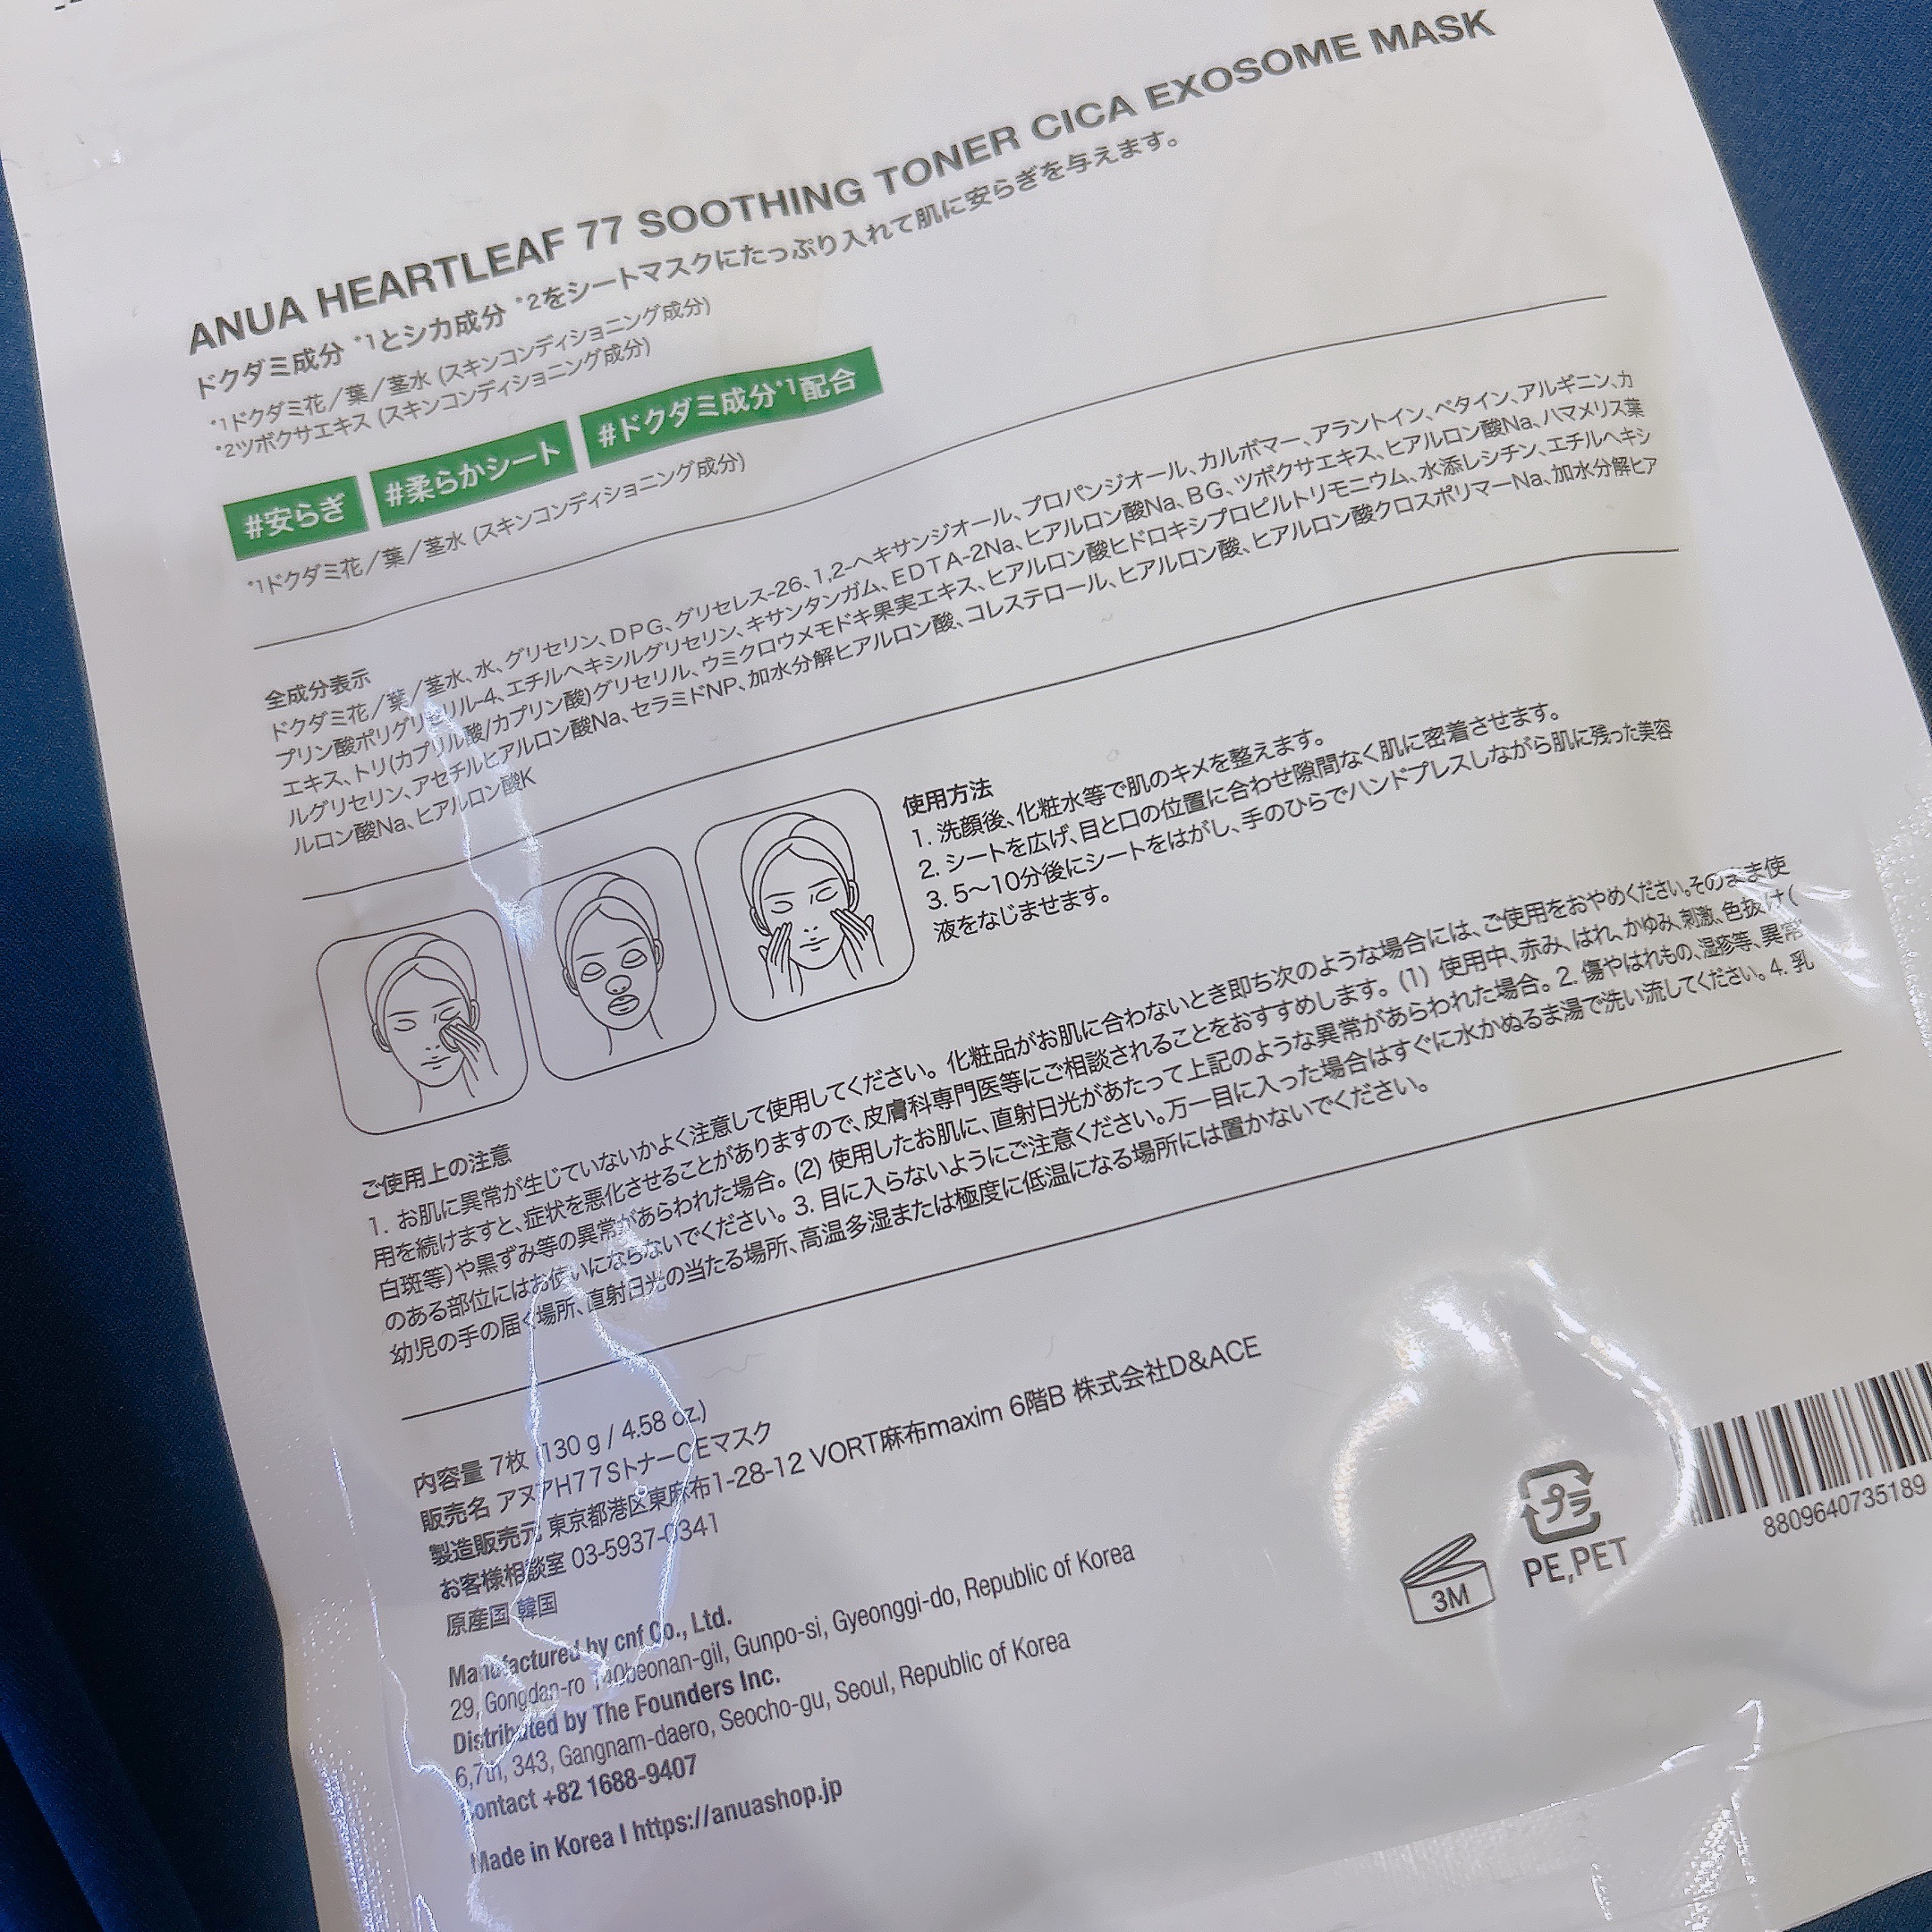 ANUA HEARTLEAF 77 SOOTHING TONER CICA EXOSOME MASK
ドクダミ成分 *1とシカ成分 *2をシートマスクにたっぷり入れて肌に安らぎを与えます。
*1ドクダミ花／葉／茎水 (スキンコンディショニング成分)
*2ツボクサエキス (スキンコンディショニング成分)
#安らぎ #柔らかシート #ドクダミ成分*1配合
*1ドクダミ花／葉／茎水 (スキンコンディショニング成分)
全成分表示
ドクダミ花／葉／茎水、水、グリセリン、DPG、グリセレス-26、1,2-ヘキサンジオール、プロパンジオール、カルボマー、アラントイン、ベタイン、アルギニン、カ
プリン酸ポリグリセリル-4、エチルヘキシルグリセリン、キサンタンガム、EDTA-2Na、ヒアルロン酸Na、BG、ツボクサエキス、ヒアルロン酸Na、ハマメリス葉
エキス、トリ(カプリル酸/カプリン酸)グリセリル、ウミクロウメモドキ果実エキス、ヒアルロン酸ヒドロキシプロピルトリモニウム、水添レシチン、エチルヘキシ
ルグリセリン、アセチルヒアルロン酸Na、セラミドNP、加水分解ヒアルロン酸、コレステロール、ヒアルロン酸、ヒアルロン酸クロスポリマーNa、加水分解ヒア
ルロン酸Na、ヒアルロン酸K
使用方法
1. 洗顔後、化粧水等で肌のキメを整えます。
2. シートを広げ、目と口の位置に合わせ隙間なく肌に密着させます。
3. 5〜10分後にシートをはがし、手のひらでハンドプレスしながら肌に残った美容
液をなじませます。
ご使用上の注意
1. お肌に異常が生じていないかよく注意して使用してください。化粧品がお肌に合わないとき即ち次のような場合には、ご使用をおやめください。そのまま使
用を続けますと、症状を悪化させることがありますので、皮膚科専門医等にご相談されることをおすすめします。(1) 使用中、赤み、はれ、かゆみ、刺激、色抜け(
白斑等)や黒ずみ等の異常があらわれた場合。(2) 使用したお肌に、直射日光があたって上記のような異常があらわれた場合。2. 傷やはれもの、湿疹等、異常
のある部位にはお使いにならないでください。3. 目に入らないようにご注意ください。万一目に入った場合はすぐに水かぬるま湯で洗い流してください。4. 乳
幼児の手の届く場所、直射日光の当たる場所、高温多湿または極度に低温になる場所には置かないでください。
内容量 7枚 (130 g / 4.58 oz.)
販売名 アヌアH77SトナーCEマスク
製造販売元 東京都港区東麻布1-28-12 VORT麻布maxim 6階B 株式会社D&ACE
お客様相談室 03-5937-0341
原産国 韓国
Manufactured by cnf Co., Ltd.
29, Gongdan-ro 140beonan-gil, Gunpo-si, Gyeonggi-do, Republic of Korea
Distributed by The Founders Inc.
6,7th, 343, Gangnam-daero, Seocho-gu, Seoul, Republic of Korea
Contact +82 1688-9407
Made in Korea I https://anuashop.jp
3M
プラ
PE,PET
8809640735189